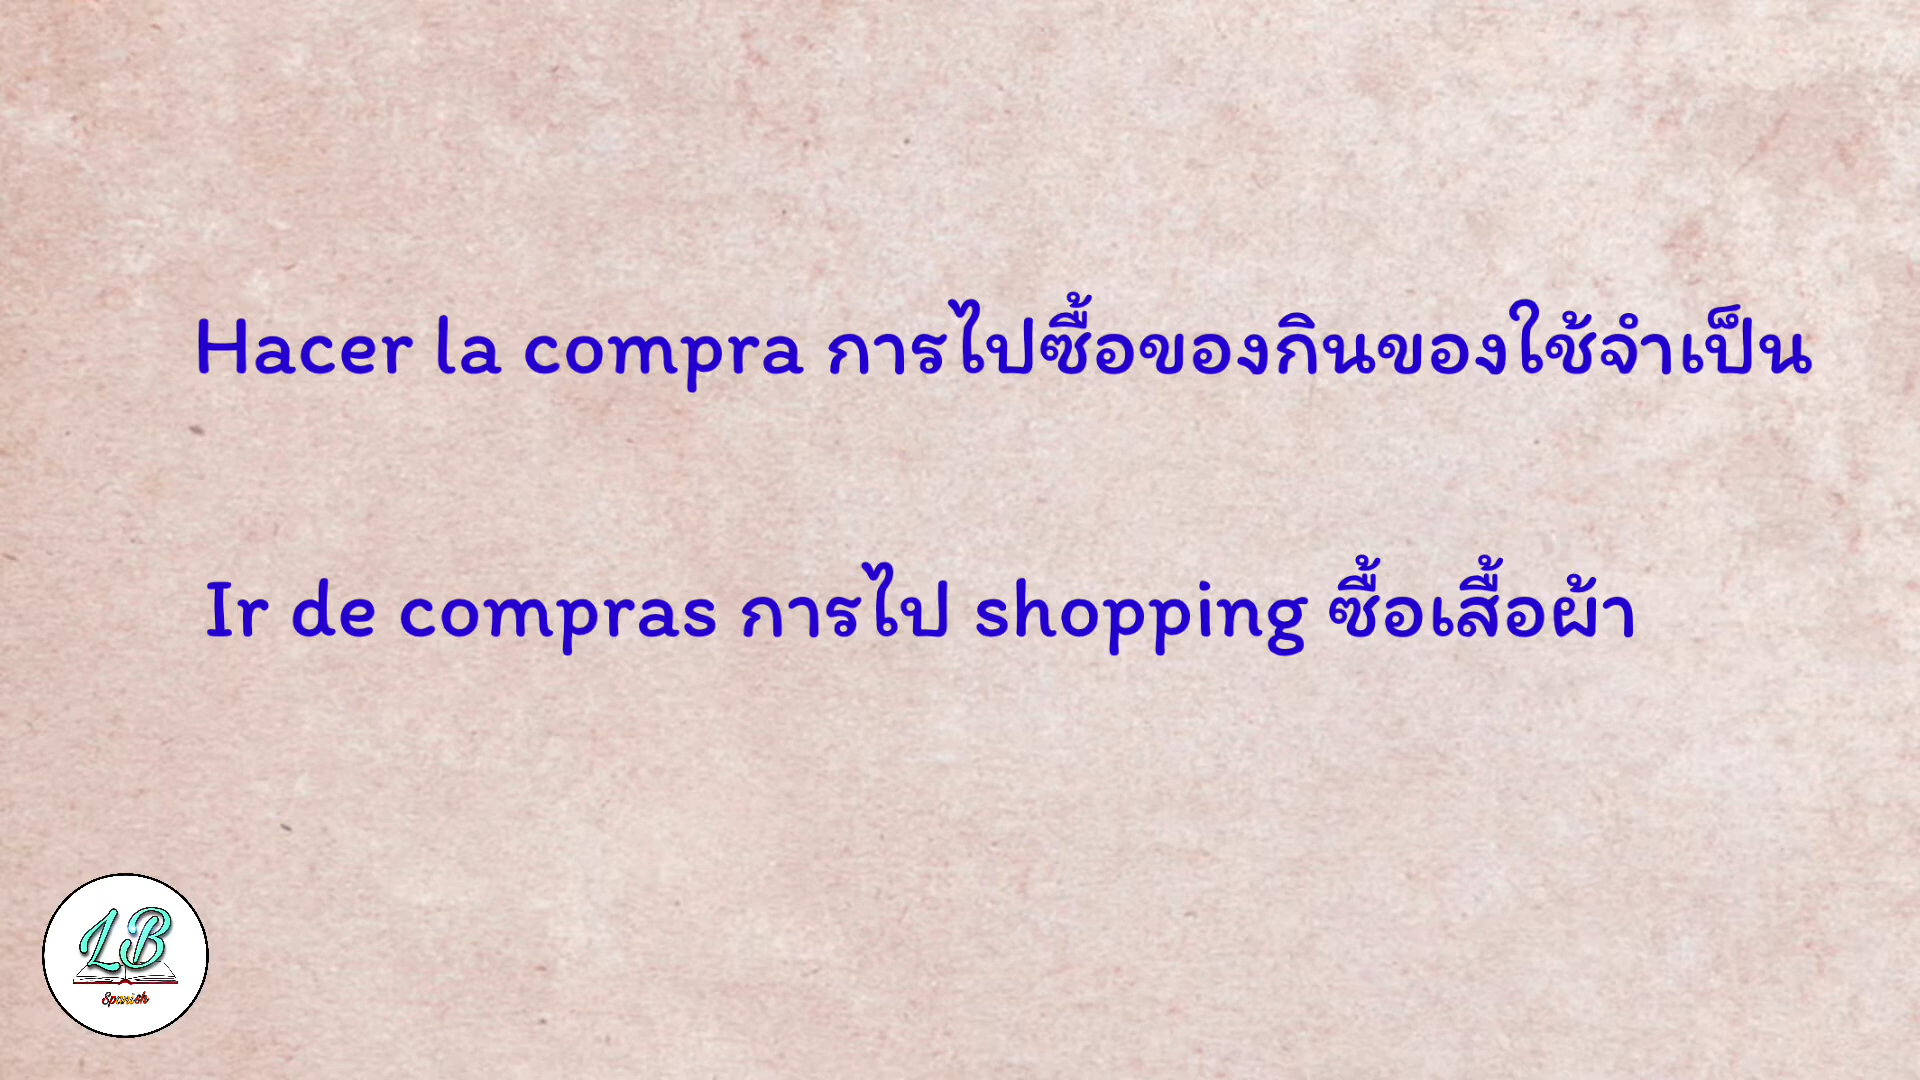 Hacer la compra การไปซื้อของกินของใช้จำเป็น
Ir de compras การไป shopping ซื้อเสื้อผ้า
LB
Spanish